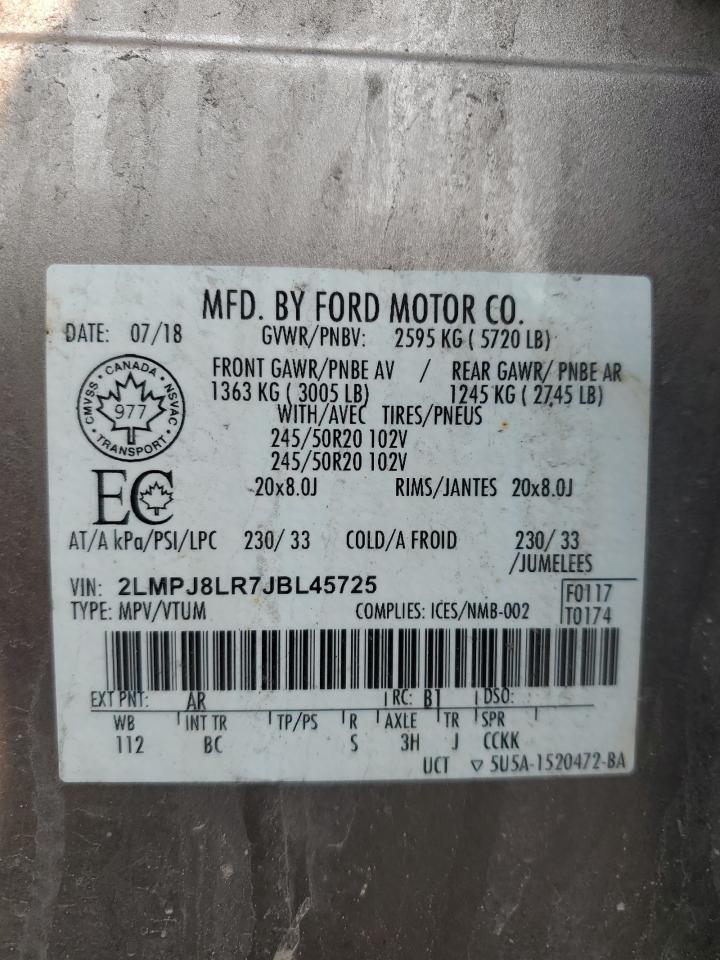 MFD. BY FORD MOTOR CO.
DATE: 07/18 GVWR/PNBV: 2595 KG ( 5720 LB)
FRONT GAWR/PNBE AV / REAR GAWR/ PNBE AR
1363 KG ( 3005 LB) 1245 KG ( 2745 LB)
WITH/AVEC TIRES/PNEUS
245/50R20 102V
245/50R20 102V
CMVSS · CANADA · NSVAC · TRANSPORT ·
977
EC
20x8.0J RIMS/JANTES 20x8.0J
AT/A kPa/PSI/LPC 230/ 33 COLD/A FROID 230/ 33
/JUMELEES
VIN: 2LMPJ8LR7JBL45725 F0117
TYPE: MPV/VTUM COMPLIES: ICES/NMB-002 T0174
EXT PNT: AR RC: B1 DSO:
WB INT TR TP/PS R AXLE TR SPR
112 BC S 3H J CCKK
UCT ▽ 5U5A-1520472-BA